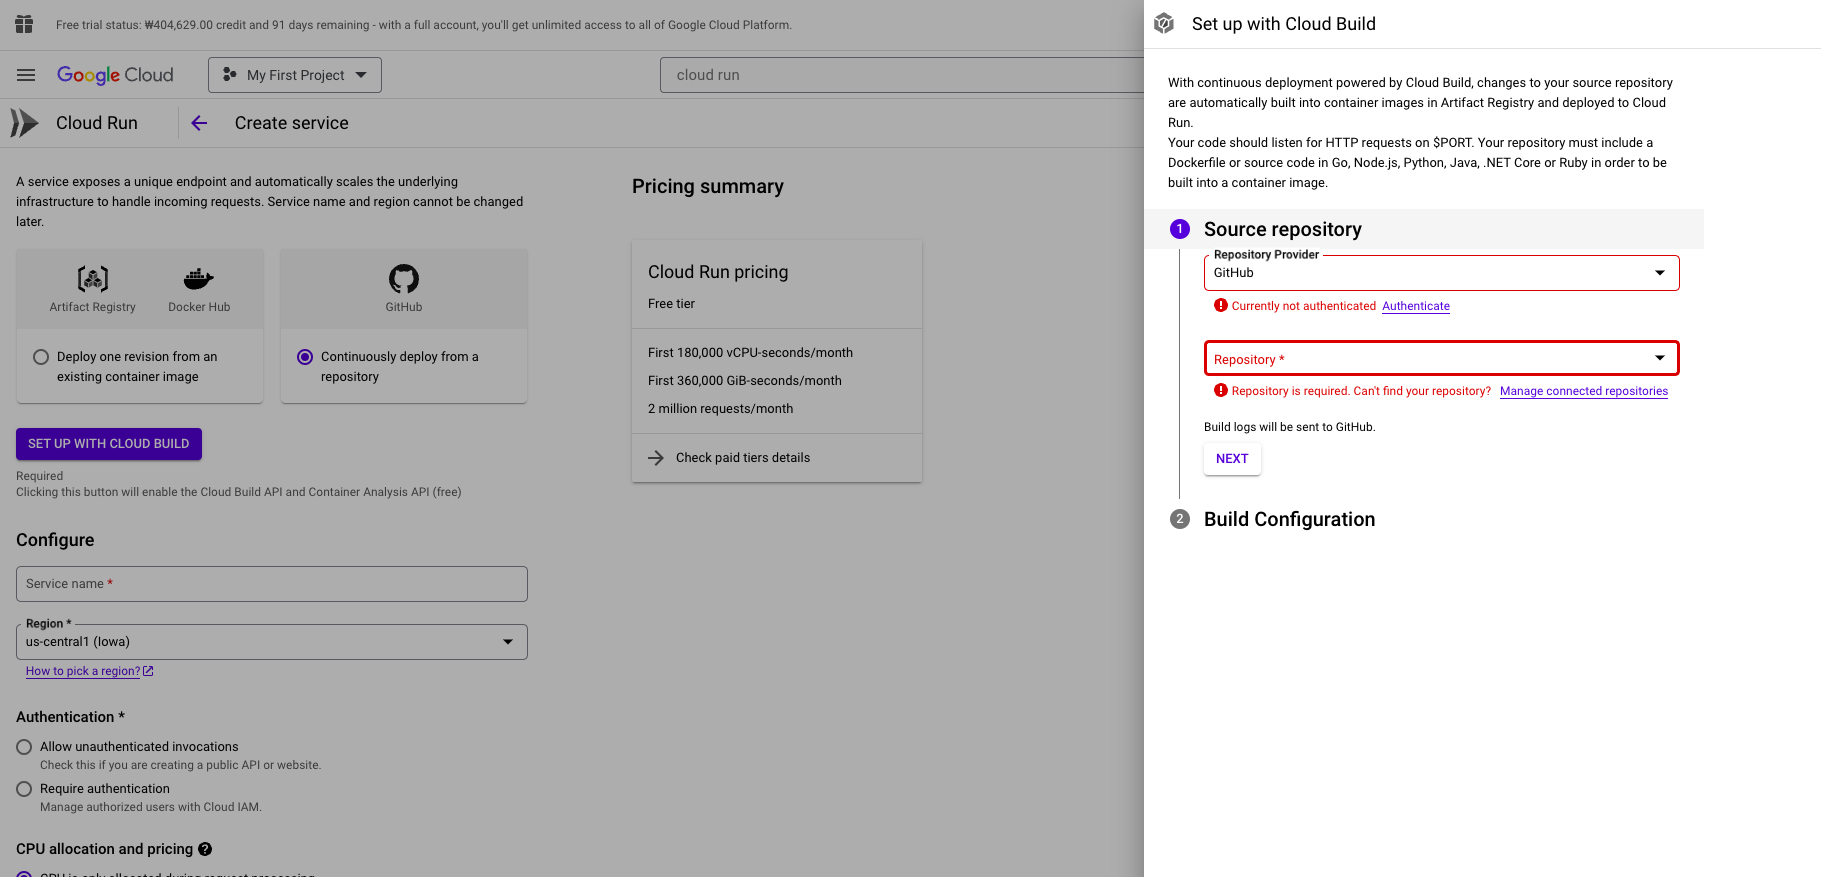 Free trial status: ₩404,629.00 credit and 91 days remaining - with a full account, you'll get unlimited access to all of Google Cloud Platform.
Google Cloud
My First Project
cloud run
Cloud Run
Create service
A service exposes a unique endpoint and automatically scales the underlying
infrastructure to handle incoming requests. Service name and region cannot be changed
later.
Artifact Registry
Docker Hub
GitHub
Deploy one revision from an
existing container image
Continuously deploy from a
repository
SET UP WITH CLOUD BUILD
Required
Clicking this button will enable the Cloud Build API and Container Analysis API (free)
Configure
Service name *
Region *
us-central1 (Iowa)
How to pick a region?
Authentication *
Allow unauthenticated invocations
Check this if you are creating a public API or website.
Require authentication
Manage authorized users with Cloud IAM.
CPU allocation and pricing
CPU is only allocated during request processing
Pricing summary
Cloud Run pricing
Free tier
First 180,000 vCPU-seconds/month
First 360,000 GiB-seconds/month
2 million requests/month
Check paid tiers details
Set up with Cloud Build
With continuous deployment powered by Cloud Build, changes to your source repository
are automatically built into container images in Artifact Registry and deployed to Cloud
Run.
Your code should listen for HTTP requests on $PORT. Your repository must include a
Dockerfile or source code in Go, Node.js, Python, Java, .NET Core or Ruby in order to be
built into a container image.
1 Source repository
Repository Provider
GitHub
Currently not authenticated Authenticate
Repository *
Repository is required. Can't find your repository? Manage connected repositories
Build logs will be sent to GitHub.
NEXT
2 Build Configuration